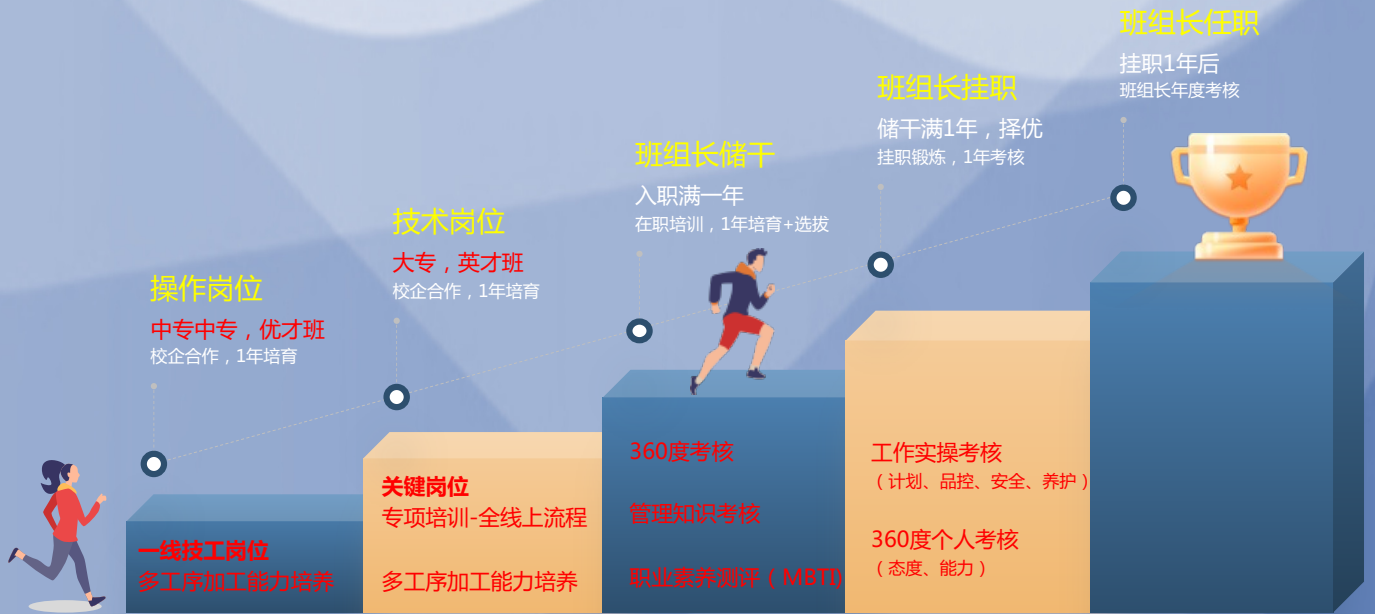 操作岗位
中专中专，优才班
校企合作，1年培育
一线技工岗位
多工序加工能力培养
技术岗位
大专，英才班
校企合作，1年培育
关键岗位
专项培训-全线上流程
多工序加工能力培养
班组长储干
入职满一年
在职培训，1年培育+选拔
360度考核
管理知识考核
职业素养测评（MBTI)
班组长挂职
储干满1年，择优
挂职锻炼，1年考核
工作实操考核
（计划、品控、安全、养护）
360度个人考核
（态度、能力）
班组长任职
挂职1年后
班组长年度考核